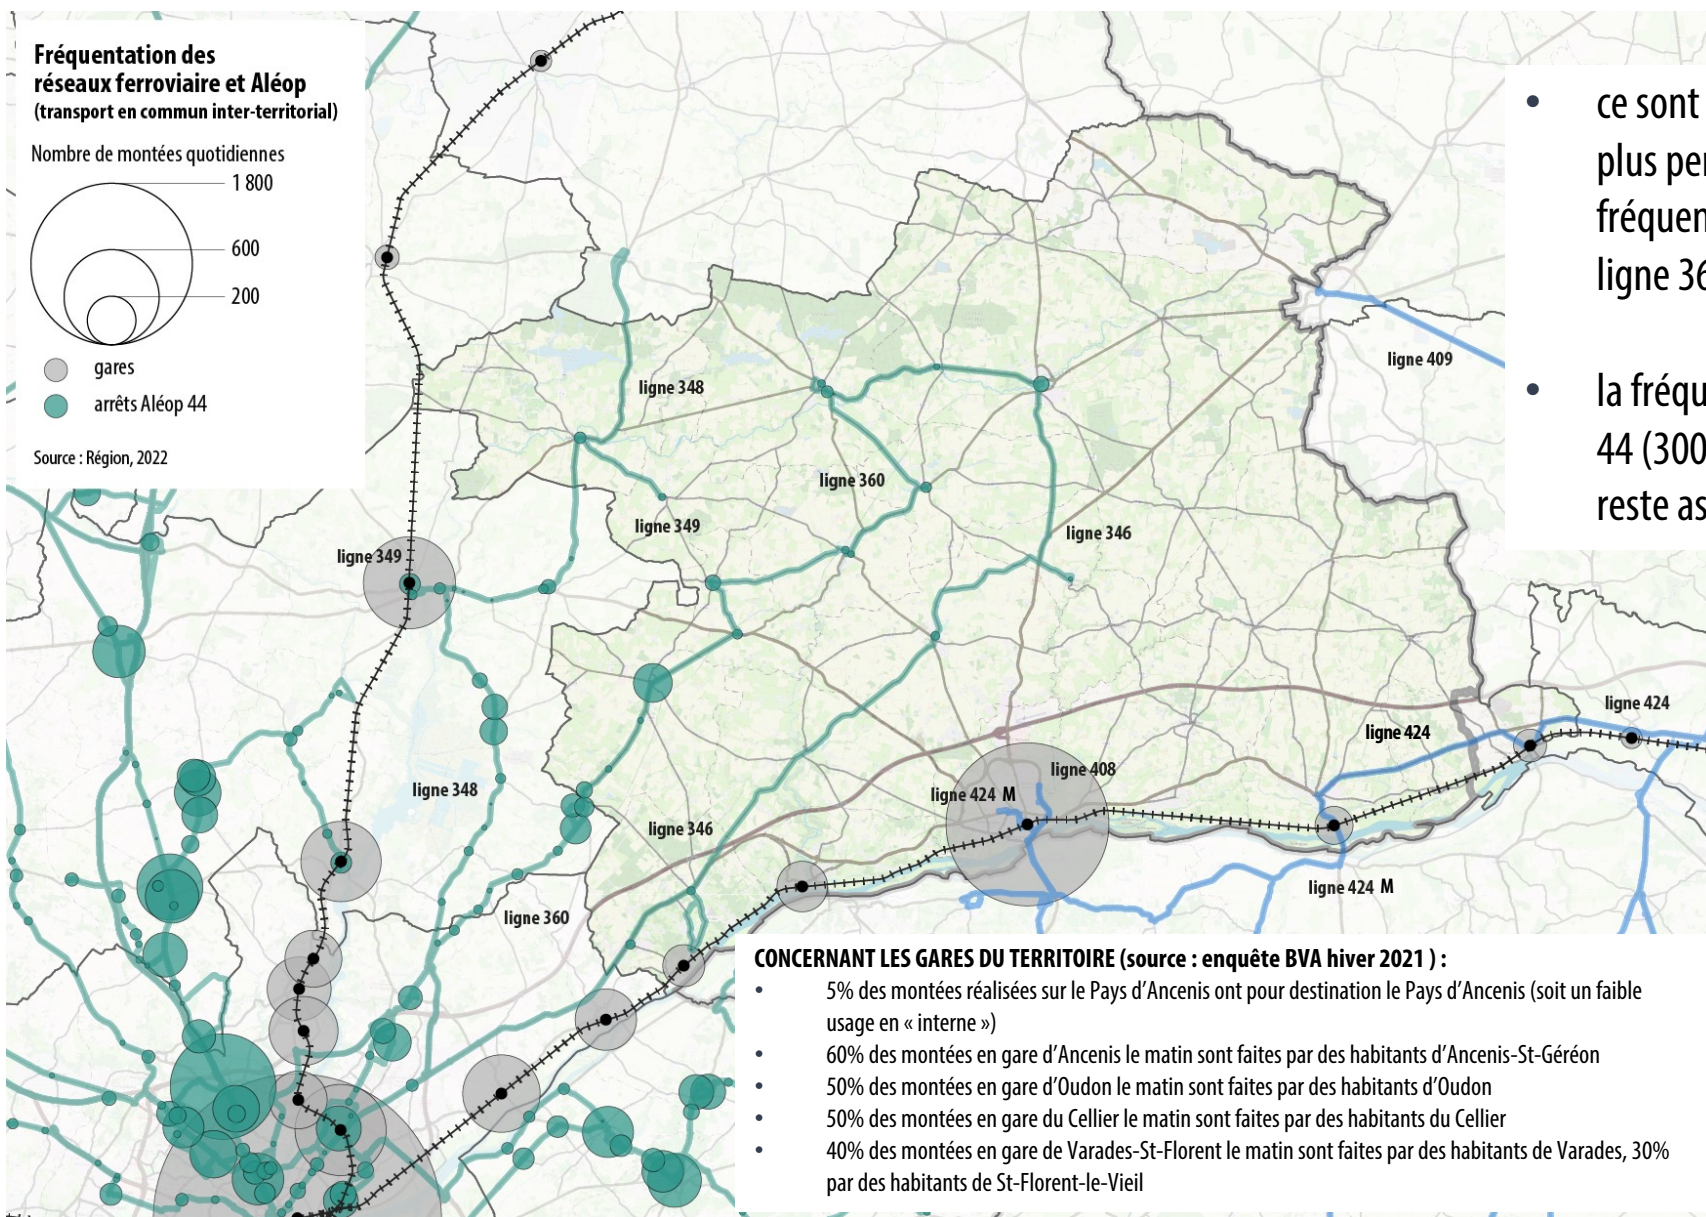 Fréquentation des
réseaux ferroviaire et Aléop
(transport en commun inter-territorial)
Nombre de montées quotidiennes
1 800
600
200
gares
arrêts Aléop 44
Source : Région, 2022
• ce sont
plus per
fréquen
ligne 36
• la fréqu
44 (300
reste as
ligne 409
ligne 348
ligne 360
ligne 349
ligne 346
ligne 349
ligne 424
ligne 424
ligne 408
ligne 424 M
ligne 348
ligne 346
ligne 424 M
ligne 360
CONCERNANT LES GARES DU TERRITOIRE (source : enquête BVA hiver 2021 ) :
• 5% des montées réalisées sur le Pays d'Ancenis ont pour destination le Pays d'Ancenis (soit un faible
usage en « interne »)
• 60% des montées en gare d'Ancenis le matin sont faites par des habitants d'Ancenis-St-Géréon
• 50% des montées en gare d'Oudon le matin sont faites par des habitants d'Oudon
• 50% des montées en gare du Cellier le matin sont faites par des habitants du Cellier
• 40% des montées en gare de Varades-St-Florent le matin sont faites par des habitants de Varades, 30%
par des habitants de St-Florent-le-Vieil